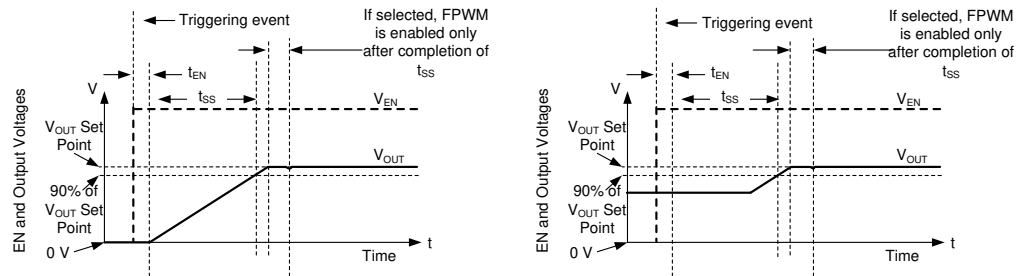 Triggering event
If selected, FPWM
is enabled only
after completion of
tSS
tEN
V
tSS
VEN
VOUT Set
Point
VOUT
90% of
VOUT Set
Point
0 V
t
Time
EN and Output Voltages
Triggering event
If selected, FPWM
is enabled only
after completion of
tSS
tEN
V
tSS
VEN
VOUT Set
Point
VOUT
90% of
VOUT Set
Point
0 V
t
Time
EN and Output Voltages